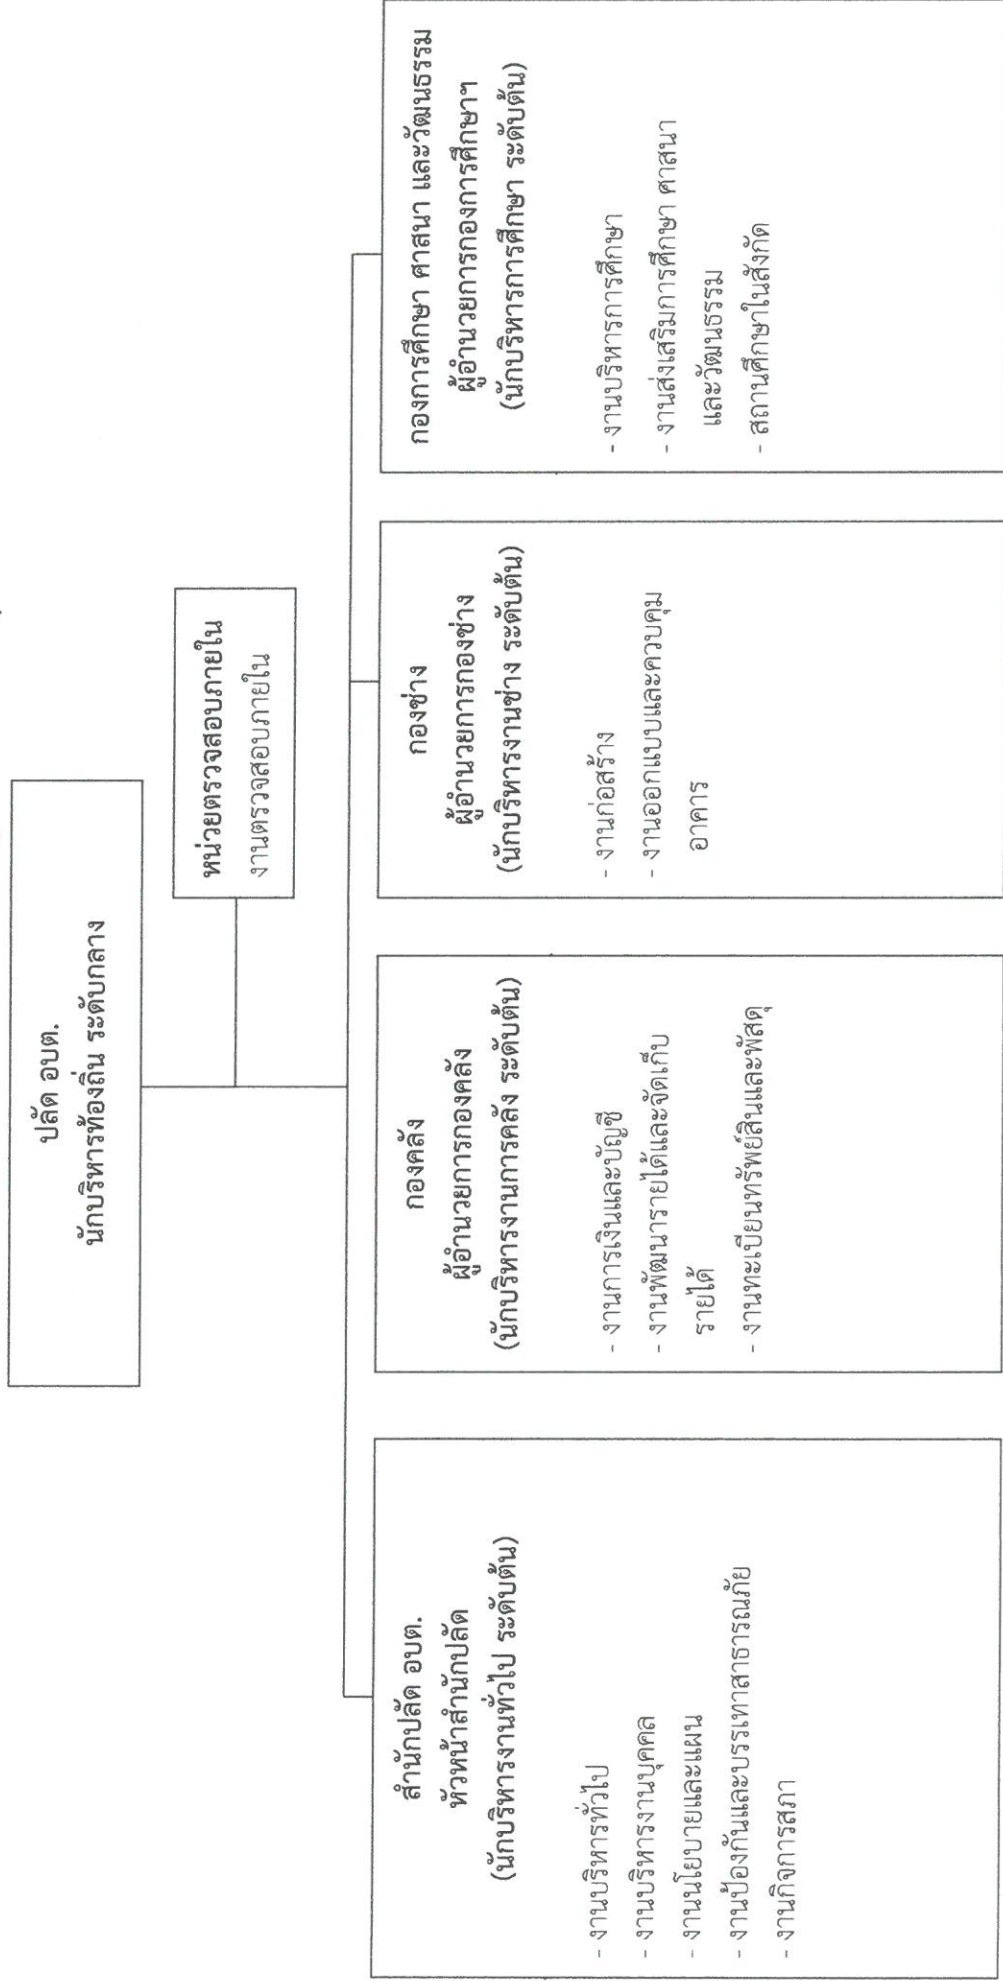 ปลัด อบต.
นักบริหารท้องถิ่น ระดับกลาง
หน่วยตรวจสอบภายใน
งานตรวจสอบภายใน
สำนักปลัด อบต.
หัวหน้าสำนักปลัด
(นักบริหารงานทั่วไป ระดับต้น)
- งานบริหารทั่วไป
- งานบริหารงานบุคคล
- งานนโยบายและแผน
- งานป้องกันและบรรเทาสาธารณภัย
- งานกิจการสภา
กองคลัง
ผู้อำนวยการกองคลัง
(นักบริหารงานการคลัง ระดับต้น)
- งานการเงินและบัญชี
- งานพัฒนารายได้และจัดเก็บ
รายได้
- งานทะเบียนทรัพย์สินและพัสดุ
กองช่าง
ผู้อำนวยการกองช่าง
(นักบริหารงานช่าง ระดับต้น)
- งานก่อสร้าง
- งานออกแบบและควบคุม
อาคาร
กองการศึกษา ศาสนา และวัฒนธรรม
ผู้อำนวยการกองการศึกษาฯ
(นักบริหารการศึกษา ระดับต้น)
- งานบริหารการศึกษา
- งานส่งเสริมการศึกษา ศาสนา
และวัฒนธรรม
- สถานศึกษาในสังกัด